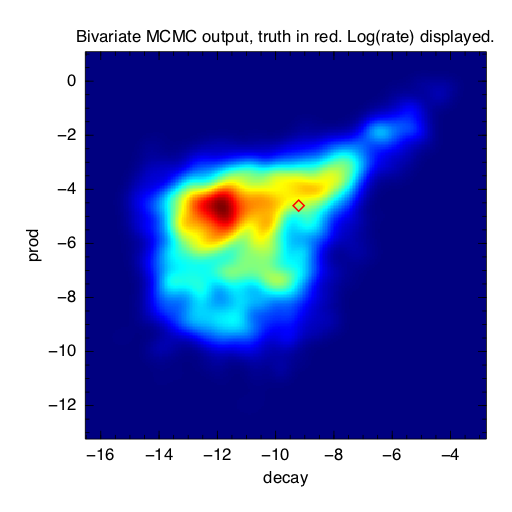 Bivariate MCMC output, truth in red. Log(rate) displayed.
0
−2
−4
−6
−8
−10
−12
prod
−16 −14 −12 −10 −8 −6 −4
decay